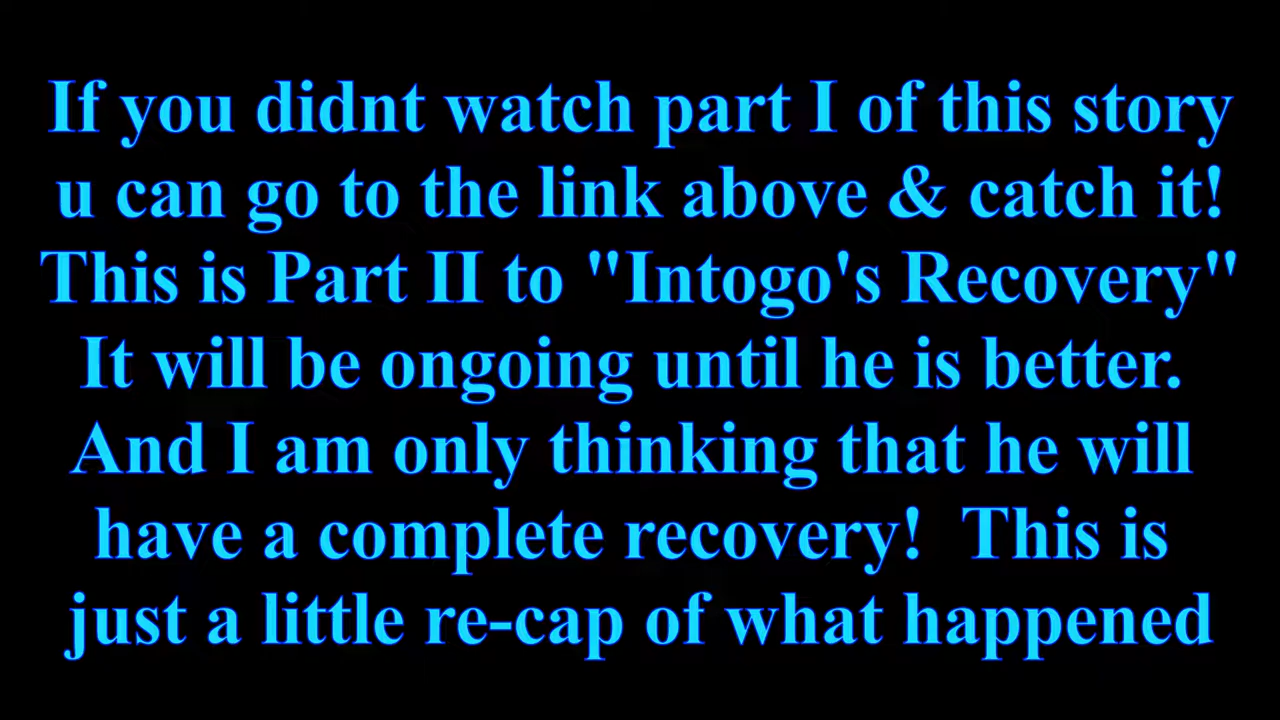 If you didnt watch part I of this story
u can go to the link above & catch it!
This is Part II to "Intogo's Recovery"
It will be ongoing until he is better.
And I am only thinking that he will
have a complete recovery!  This is
just a little re-cap of what happened